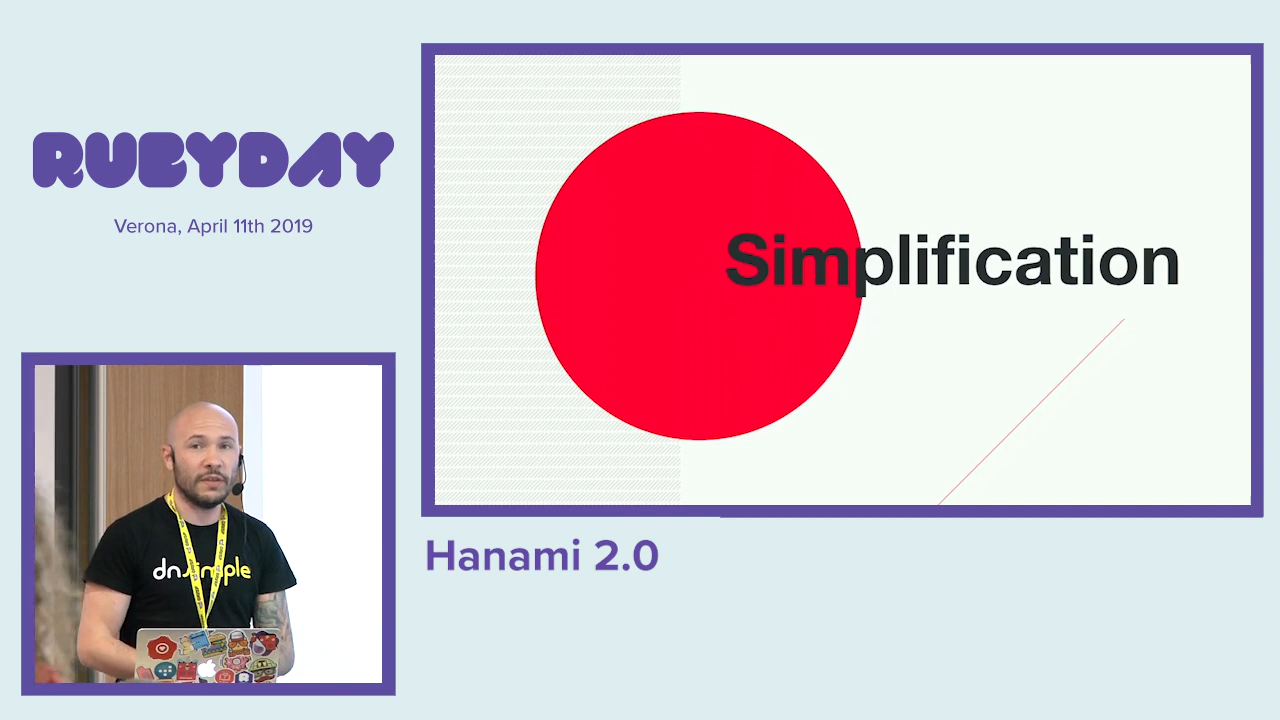 RUBYDAY
Verona, April 11th 2019
Simplification
dnsimple
Hanami 2.0